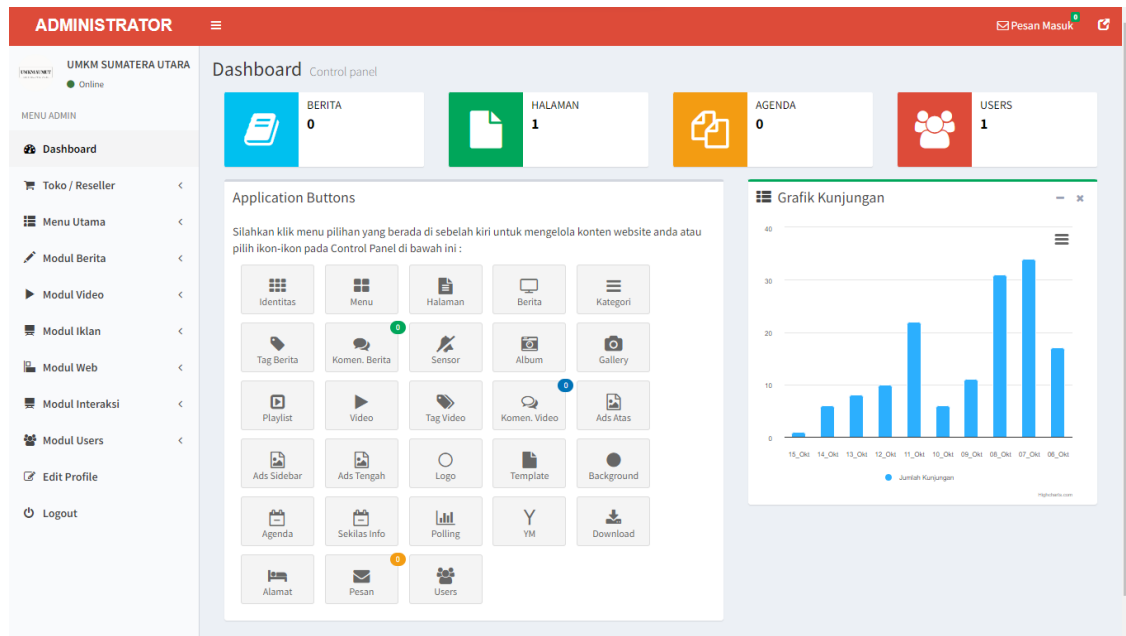 ADMINISTRATOR
Pesan Masuk 0
UMKM SUMATERA UTARA
Online
MENU ADMIN
Dashboard
Toko / Reseller
Menu Utama
Modul Berita
Modul Video
Modul Iklan
Modul Web
Modul Interaksi
Modul Users
Edit Profile
Logout
Dashboard Control panel
BERITA
0
HALAMAN
1
AGENDA
0
USERS
1
Application Buttons
Silahkan klik menu pilihan yang berada di sebelah kiri untuk mengelola konten website anda atau
pilih ikon-ikon pada Control Panel di bawah ini :
Identitas Menu Halaman Berita Kategori
0
Tag Berita Komen. Berita Sensor Album Gallery
0
Playlist Video Tag Video Komen. Video Ads Atas
Ads Sidebar Ads Tengah Logo Template Background
Agenda Sekilas Info Polling YM Download
0
Alamat Pesan Users
Grafik Kunjungan
40
30
20
10
0
15_Okt 14_Okt 13_Okt 12_Okt 11_Okt 10_Okt 09_Okt 08_Okt 07_Okt 06_Okt
Jumlah Kunjungan
Highcharts.com